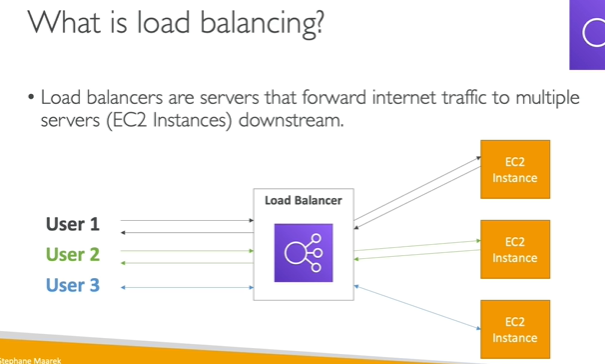 What is load balancing?
• Load balancers are servers that forward internet traffic to multiple
servers (EC2 Instances) downstream.
Load Balancer
User 1
User 2
User 3
EC2
Instance
EC2
Instance
EC2
Instance
Stephane Maarek